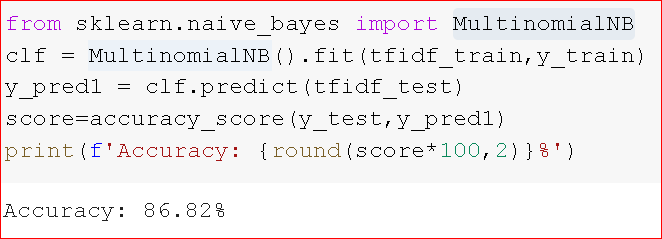 from sklearn.naive_bayes import MultinomialNB
clf = MultinomialNB().fit(tfidf_train,y_train)
y_pred1 = clf.predict(tfidf_test)
score=accuracy_score(y_test,y_pred1)
print(f'Accuracy: {round(score*100,2)}%')
Accuracy: 86.82%